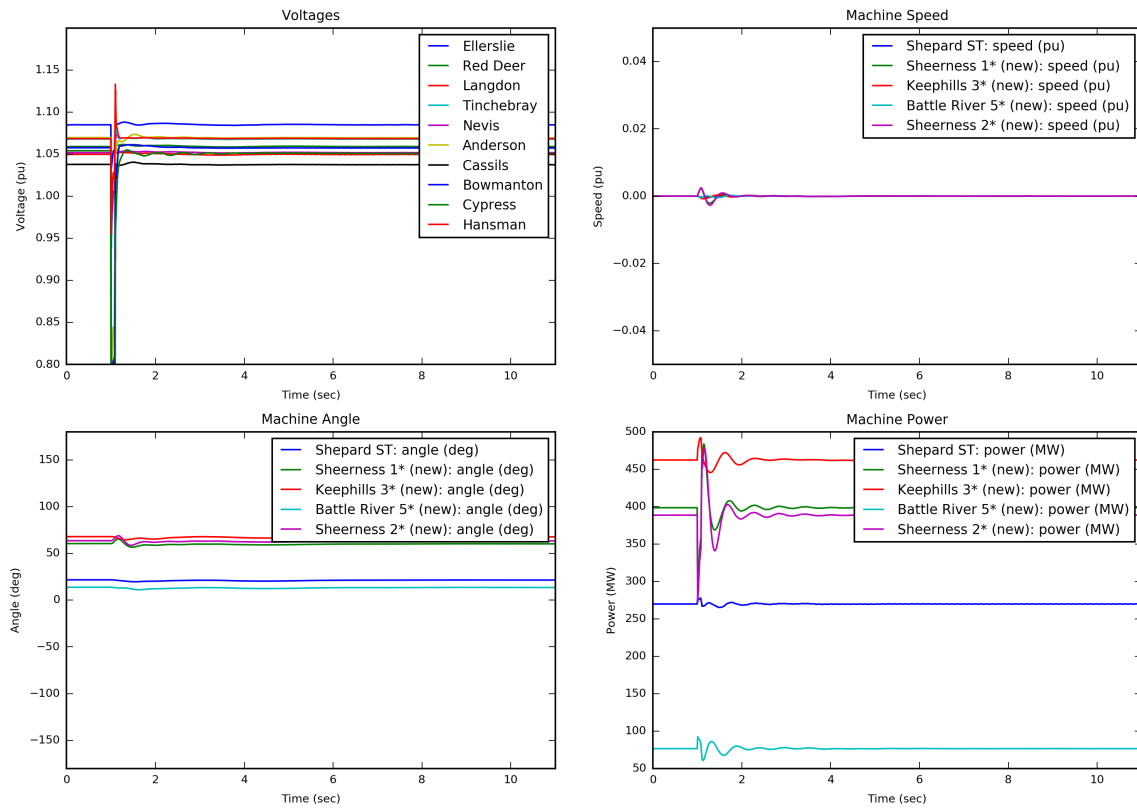 Voltages
Voltage (pu)
1.15
1.10
1.05
1.00
0.95
0.90
0.85
0.80
0 2 4 6 8 10
Time (sec)
Ellerslie
Red Deer
Langdon
Tinchebray
Nevis
Anderson
Cassils
Bowmanton
Cypress
Hansman
Machine Speed
Speed (pu)
0.04
0.02
0.00
−0.02
−0.04
0 2 4 6 8 10
Time (sec)
Shepard ST: speed (pu)
Sheerness 1* (new): speed (pu)
Keephills 3* (new): speed (pu)
Battle River 5* (new): speed (pu)
Sheerness 2* (new): speed (pu)
Machine Angle
Angle (deg)
150
100
50
0
−50
−100
−150
0 2 4 6 8 10
Time (sec)
Shepard ST: angle (deg)
Sheerness 1* (new): angle (deg)
Keephills 3* (new): angle (deg)
Battle River 5* (new): angle (deg)
Sheerness 2* (new): angle (deg)
Machine Power
Power (MW)
500
450
400
350
300
250
200
150
100
50
0 2 4 6 8 10
Time (sec)
Shepard ST: power (MW)
Sheerness 1* (new): power (MW)
Keephills 3* (new): power (MW)
Battle River 5* (new): power (MW)
Sheerness 2* (new): power (MW)